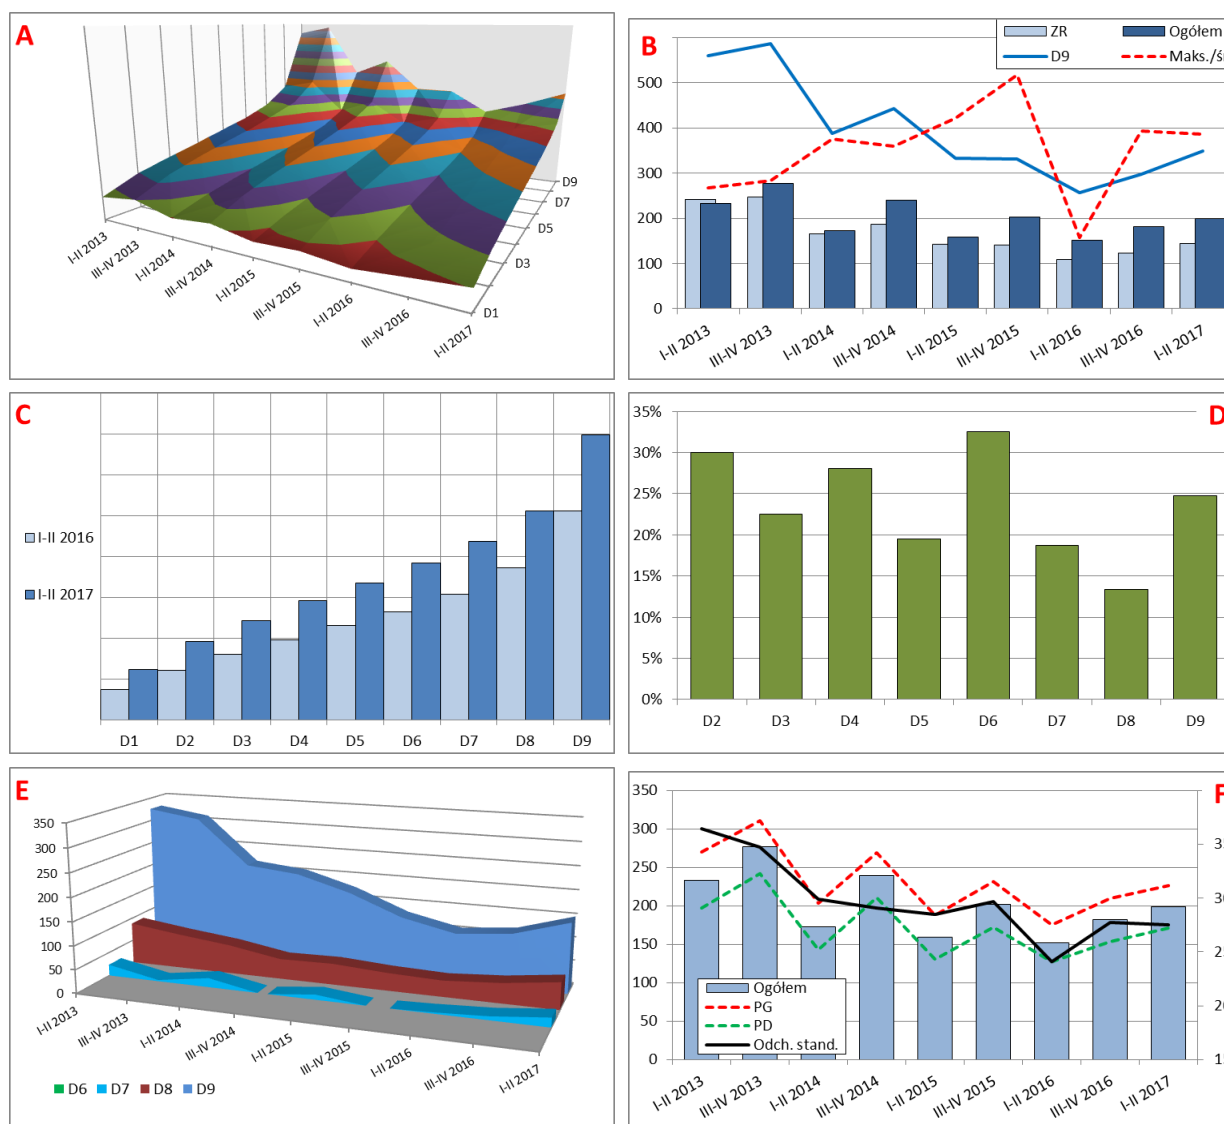 A
D9
D7
D5
D3
D1
I-II 2013
III-IV 2013
I-II 2014
III-IV 2014
I-II 2015
III-IV 2015
I-II 2016
III-IV 2016
I-II 2017
B
ZR
Ogółem
D9
500
400
300
200
100
0
I-II 2013
III-IV 2013
I-II 2014
III-IV 2014
I-II 2015
III-IV 2015
I-II 2016
III-IV 2016
I-II 2017
C
I-II 2016
I-II 2017
D1 D2 D3 D4 D5 D6 D7 D8 D9
D
35%
30%
25%
20%
15%
10%
5%
0%
D2 D3 D4 D5 D6 D7 D8 D9
E
350
300
250
200
150
100
50
0
I-II 2013
III-IV 2013
I-II 2014
III-IV 2014
I-II 2015
III-IV 2015
I-II 2016
III-IV 2016
I-II 2017
D6 D7 D8 D9
F
350
300
250
200
150
100
50
0
Ogółem
PG
PD
Odch. stand.
I-II 2013
III-IV 2013
I-II 2014
III-IV 2014
I-II 2015
III-IV 2015
I-II 2016
III-IV 2016
I-II 2017